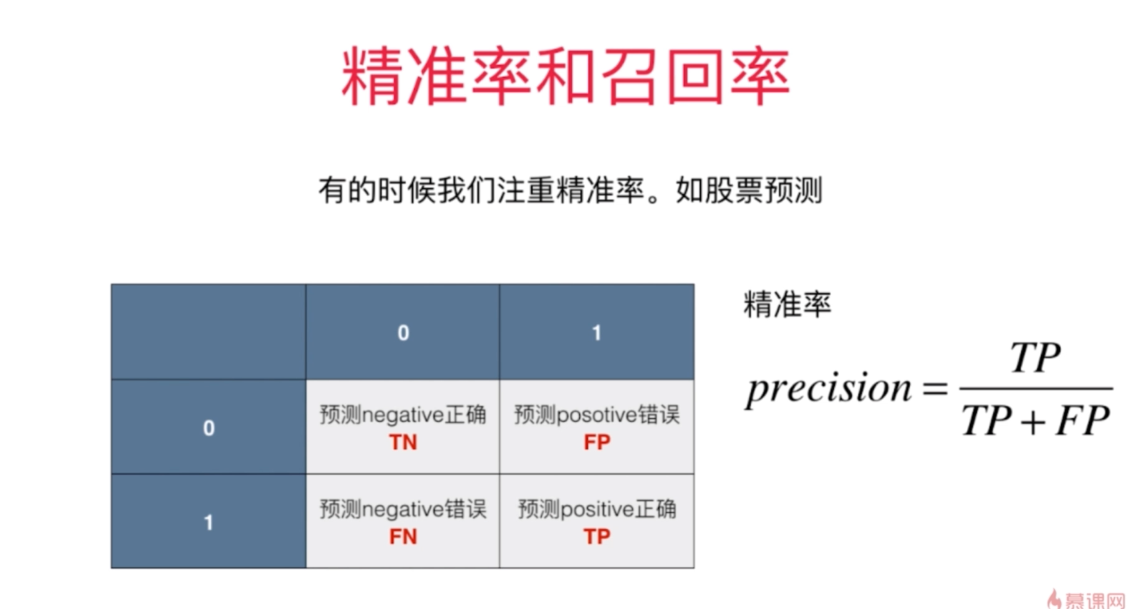 精准率和召回率
有的时候我们注重精准率。如股票预测
0 1
0 预测negative正确 TN 预测posotive错误 FP
1 预测negative错误 FN 预测positive正确 TP
精准率
precision = TP / (TP + FP)
慕课网